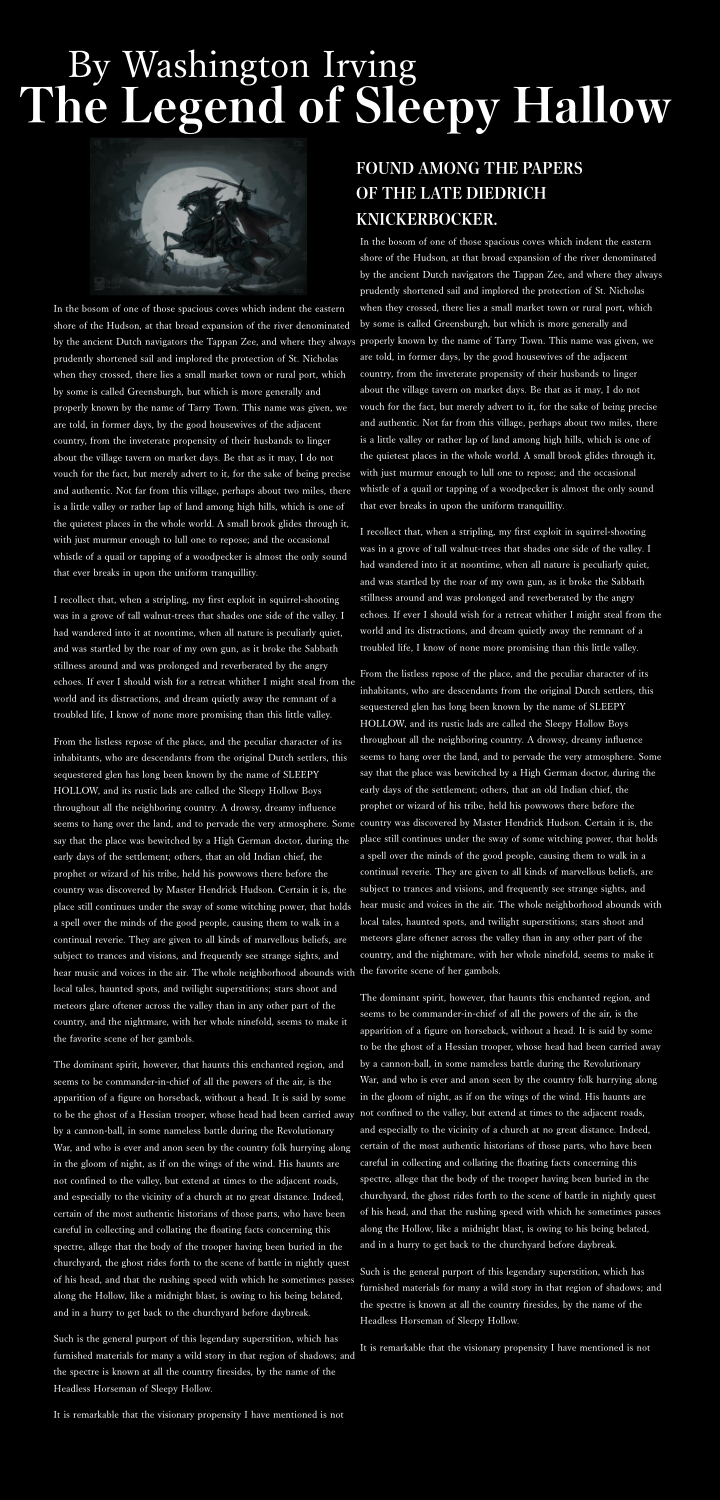 By Washington Irving
The Legend of Sleepy Hallow
In the bosom of one of those spacious coves which indent the eastern
shore of the Hudson, at that broad expansion of the river denominated
by the ancient Dutch navigators the Tappan Zee, and where they always
prudently shortened sail and implored the protection of St. Nicholas
when they crossed, there lies a small market town or rural port, which
by some is called Greensburgh, but which is more generally and
properly known by the name of Tarry Town. This name was given, we
are told, in former days, by the good housewives of the adjacent
country, from the inveterate propensity of their husbands to linger
about the village tavern on market days. Be that as it may, I do not
vouch for the fact, but merely advert to it, for the sake of being precise
and authentic. Not far from this village, perhaps about two miles, there
is a little valley or rather lap of land among high hills, which is one of
the quietest places in the whole world. A small brook glides through it,
with just murmur enough to lull one to repose; and the occasional
whistle of a quail or tapping of a woodpecker is almost the only sound
that ever breaks in upon the uniform tranquillity.
I recollect that, when a stripling, my first exploit in squirrel-shooting
was in a grove of tall walnut-trees that shades one side of the valley. I
had wandered into it at noontime, when all nature is peculiarly quiet,
and was startled by the roar of my own gun, as it broke the Sabbath
stillness around and was prolonged and reverberated by the angry
echoes. If ever I should wish for a retreat whither I might steal from the
world and its distractions, and dream quietly away the remnant of a
troubled life, I know of none more promising than this little valley.
From the listless repose of the place, and the peculiar character of its
inhabitants, who are descendants from the original Dutch settlers, this
sequestered glen has long been known by the name of SLEEPY
HOLLOW, and its rustic lads are called the Sleepy Hollow Boys
throughout all the neighboring country. A drowsy, dreamy influence
seems to hang over the land, and to pervade the very atmosphere. Some
say that the place was bewitched by a High German doctor, during the
early days of the settlement; others, that an old Indian chief, the
prophet or wizard of his tribe, held his powwows there before the
country was discovered by Master Hendrick Hudson. Certain it is, the
place still continues under the sway of some witching power, that holds
a spell over the minds of the good people, causing them to walk in a
continual reverie. They are given to all kinds of marvellous beliefs, are
subject to trances and visions, and frequently see strange sights, and
hear music and voices in the air. The whole neighborhood abounds with
local tales, haunted spots, and twilight superstitions; stars shoot and
meteors glare oftener across the valley than in any other part of the
country, and the nightmare, with her whole ninefold, seems to make it
the favorite scene of her gambols.
The dominant spirit, however, that haunts this enchanted region, and
seems to be commander-in-chief of all the powers of the air, is the
apparition of a figure on horseback, without a head. It is said by some
to be the ghost of a Hessian trooper, whose head had been carried away
by a cannon-ball, in some nameless battle during the Revolutionary
War, and who is ever and anon seen by the country folk hurrying along
in the gloom of night, as if on the wings of the wind. His haunts are
not confined to the valley, but extend at times to the adjacent roads,
and especially to the vicinity of a church at no great distance. Indeed,
certain of the most authentic historians of those parts, who have been
careful in collecting and collating the floating facts concerning this
spectre, allege that the body of the trooper having been buried in the
churchyard, the ghost rides forth to the scene of battle in nightly quest
of his head, and that the rushing speed with which he sometimes passes
along the Hollow, like a midnight blast, is owing to his being belated,
and in a hurry to get back to the churchyard before daybreak.
Such is the general purport of this legendary superstition, which has
furnished materials for many a wild story in that region of shadows; and
the spectre is known at all the country firesides, by the name of the
Headless Horseman of Sleepy Hollow.
It is remarkable that the visionary propensity I have mentioned is not
FOUND AMONG THE PAPERS
OF THE LATE DIEDRICH
KNICKERBOCKER.
In the bosom of one of those spacious coves which indent the eastern
shore of the Hudson, at that broad expansion of the river denominated
by the ancient Dutch navigators the Tappan Zee, and where they always
prudently shortened sail and implored the protection of St. Nicholas
when they crossed, there lies a small market town or rural port, which
by some is called Greensburgh, but which is more generally and
properly known by the name of Tarry Town. This name was given, we
are told, in former days, by the good housewives of the adjacent
country, from the inveterate propensity of their husbands to linger
about the village tavern on market days. Be that as it may, I do not
vouch for the fact, but merely advert to it, for the sake of being precise
and authentic. Not far from this village, perhaps about two miles, there
is a little valley or rather lap of land among high hills, which is one of
the quietest places in the whole world. A small brook glides through it,
with just murmur enough to lull one to repose; and the occasional
whistle of a quail or tapping of a woodpecker is almost the only sound
that ever breaks in upon the uniform tranquillity.
I recollect that, when a stripling, my first exploit in squirrel-shooting
was in a grove of tall walnut-trees that shades one side of the valley. I
had wandered into it at noontime, when all nature is peculiarly quiet,
and was startled by the roar of my own gun, as it broke the Sabbath
stillness around and was prolonged and reverberated by the angry
echoes. If ever I should wish for a retreat whither I might steal from the
world and its distractions, and dream quietly away the remnant of a
troubled life, I know of none more promising than this little valley.
From the listless repose of the place, and the peculiar character of its
inhabitants, who are descendants from the original Dutch settlers, this
sequestered glen has long been known by the name of SLEEPY
HOLLOW, and its rustic lads are called the Sleepy Hollow Boys
throughout all the neighboring country. A drowsy, dreamy influence
seems to hang over the land, and to pervade the very atmosphere. Some
say that the place was bewitched by a High German doctor, during the
early days of the settlement; others, that an old Indian chief, the
prophet or wizard of his tribe, held his powwows there before the
country was discovered by Master Hendrick Hudson. Certain it is, the
place still continues under the sway of some witching power, that holds
a spell over the minds of the good people, causing them to walk in a
continual reverie. They are given to all kinds of marvellous beliefs, are
subject to trances and visions, and frequently see strange sights, and
hear music and voices in the air. The whole neighborhood abounds with
local tales, haunted spots, and twilight superstitions; stars shoot and
meteors glare oftener across the valley than in any other part of the
country, and the nightmare, with her whole ninefold, seems to make it
the favorite scene of her gambols.
The dominant spirit, however, that haunts this enchanted region, and
seems to be commander-in-chief of all the powers of the air, is the
apparition of a figure on horseback, without a head. It is said by some
to be the ghost of a Hessian trooper, whose head had been carried away
by a cannon-ball, in some nameless battle during the Revolutionary
War, and who is ever and anon seen by the country folk hurrying along
in the gloom of night, as if on the wings of the wind. His haunts are
not confined to the valley, but extend at times to the adjacent roads,
and especially to the vicinity of a church at no great distance. Indeed,
certain of the most authentic historians of those parts, who have been
careful in collecting and collating the floating facts concerning this
spectre, allege that the body of the trooper having been buried in the
churchyard, the ghost rides forth to the scene of battle in nightly quest
of his head, and that the rushing speed with which he sometimes passes
along the Hollow, like a midnight blast, is owing to his being belated,
and in a hurry to get back to the churchyard before daybreak.
Such is the general purport of this legendary superstition, which has
furnished materials for many a wild story in that region of shadows; and
the spectre is known at all the country firesides, by the name of the
Headless Horseman of Sleepy Hollow.
It is remarkable that the visionary propensity I have mentioned is not